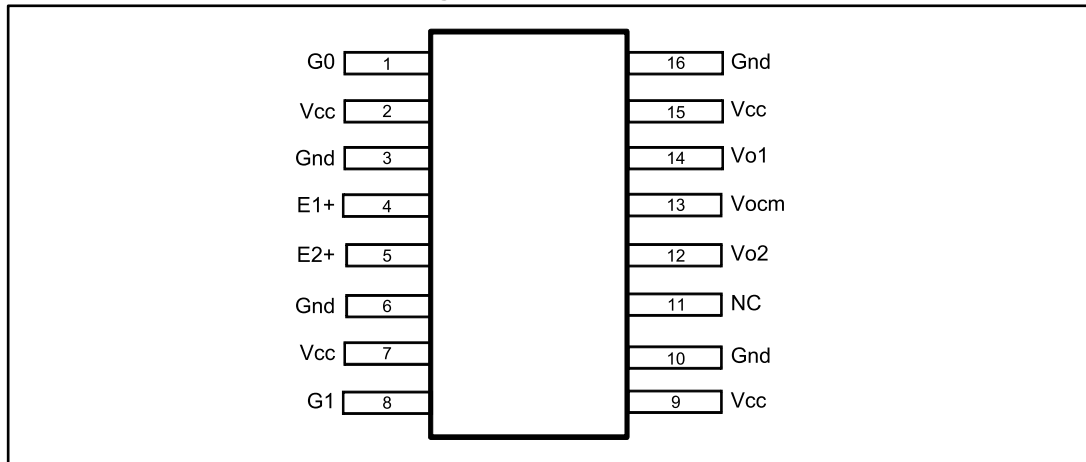 G0 1 16 Gnd
Vcc 2 15 Vcc
Gnd 3 14 Vo1
E1+ 4 13 Vocm
E2+ 5 12 Vo2
Gnd 6 11 NC
Vcc 7 10 Gnd
G1 8 9 Vcc